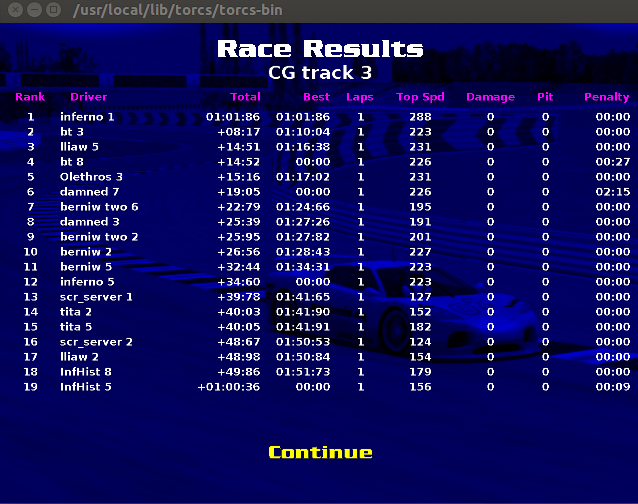 /usr/local/lib/torcs/torcs-bin
Race Results
CG track 3
Rank Driver Total Best Laps Top Spd Damage Pit Penalty
1 inferno 1 01:01:86 01:01:86 1 288 0 0 00:00
2 bt 3 +08:17 01:10:04 1 223 0 0 00:00
3 lliaw 5 +14:51 01:16:38 1 231 0 0 00:00
4 bt 8 +14:52 00:00 1 226 0 0 00:27
5 Olethros 3 +15:16 01:17:02 1 231 0 0 00:00
6 damned 7 +19:05 00:00 1 226 0 0 02:15
7 berniw two 6 +22:79 01:24:66 1 195 0 0 00:00
8 damned 3 +25:39 01:27:26 1 191 0 0 00:00
9 berniw two 2 +25:95 01:27:82 1 201 0 0 00:00
10 berniw 2 +26:56 01:28:43 1 227 0 0 00:00
11 berniw 5 +32:44 01:34:31 1 223 0 0 00:00
12 inferno 5 +34:60 00:00 1 223 0 0 00:00
13 scr_server 1 +39:78 01:41:65 1 127 0 0 00:00
14 tita 2 +40:03 01:41:90 1 152 0 0 00:00
15 tita 5 +40:05 01:41:91 1 182 0 0 00:00
16 scr_server 2 +48:67 01:50:53 1 124 0 0 00:00
17 lliaw 2 +48:98 01:50:84 1 154 0 0 00:00
18 InfHist 8 +49:86 01:51:73 1 179 0 0 00:00
19 InfHist 5 +01:00:36 00:00 1 156 0 0 00:09
Continue